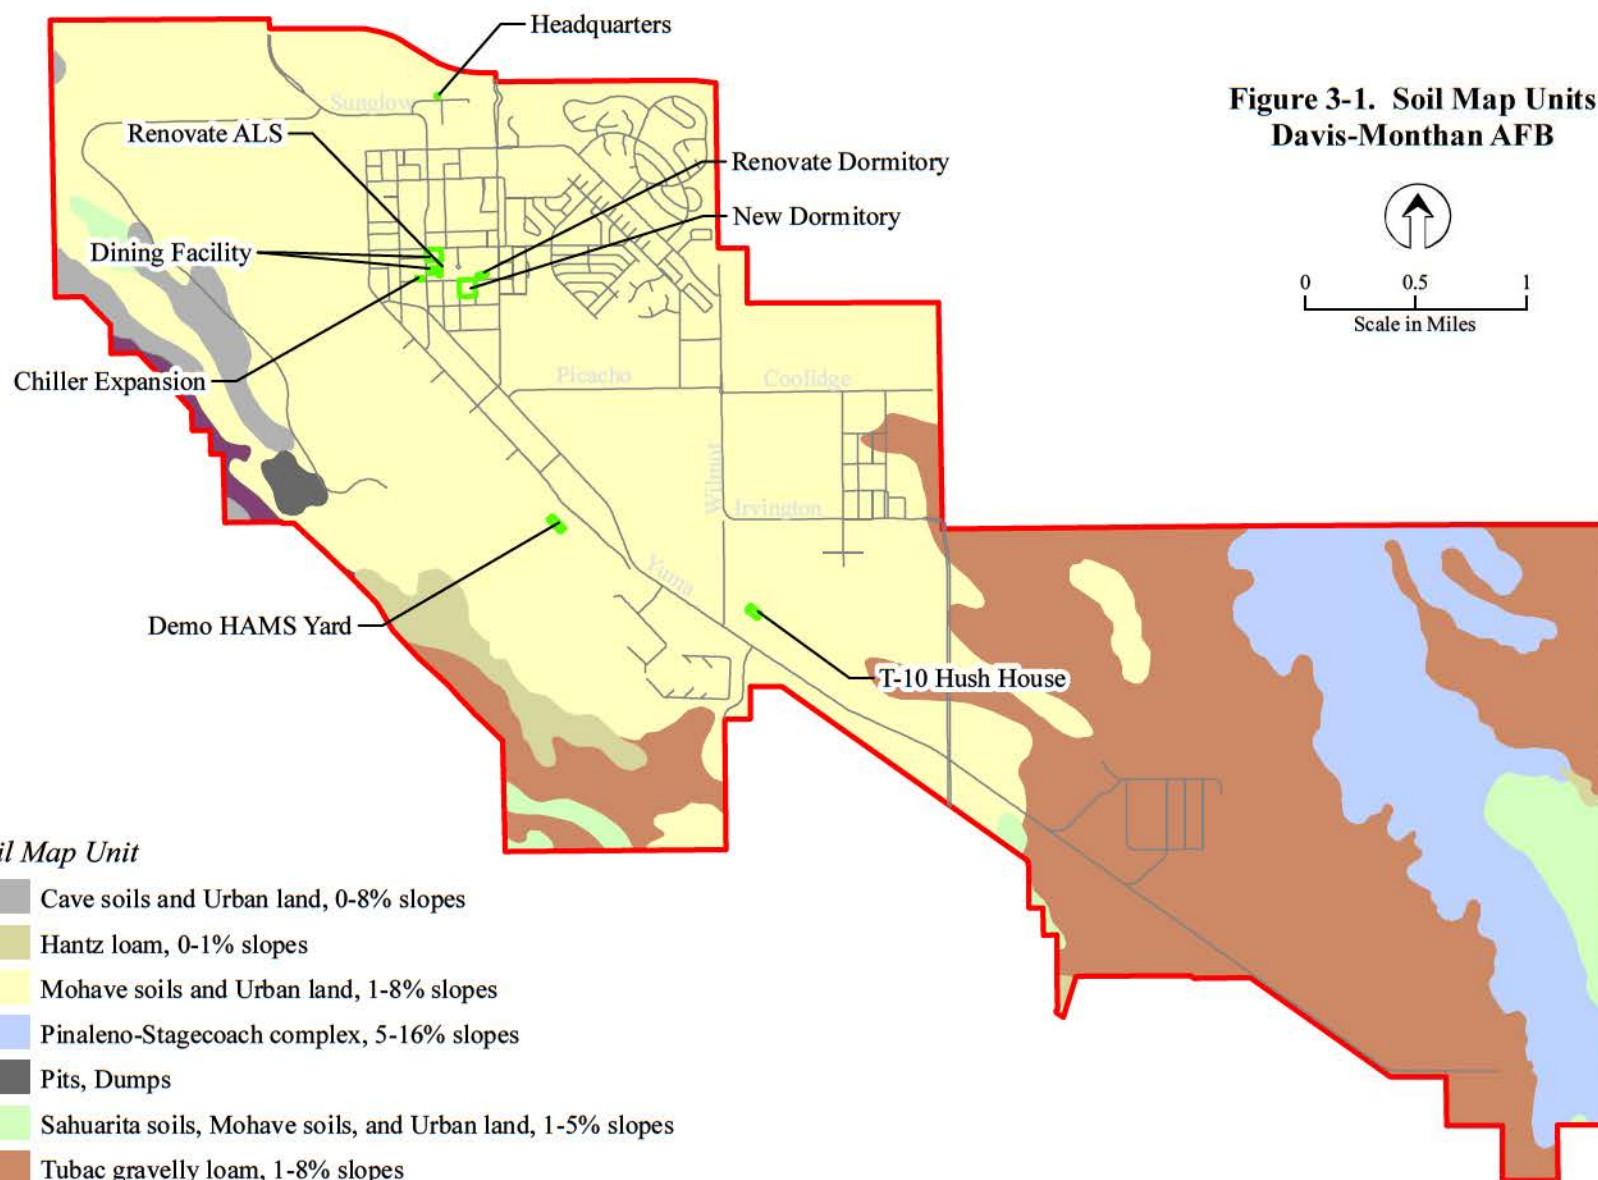 Headquarters
Figure 3-1. Soil Map Units
Davis-Monthan AFB
Sunglow
Renovate ALS
Renovate Dormitory
New Dormitory
Dining Facility
0 0.5 1
Scale in Miles
Chiller Expansion
Picacho
Coolidge
Wilmot
Irvington
Yuma
Demo HAMS Yard
T-10 Hush House
il Map Unit
Cave soils and Urban land, 0-8% slopes
Hantz loam, 0-1% slopes
Mohave soils and Urban land, 1-8% slopes
Pinaleno-Stagecoach complex, 5-16% slopes
Pits, Dumps
Sahuarita soils, Mohave soils, and Urban land, 1-5% slopes
Tubac gravelly loam, 1-8% slopes